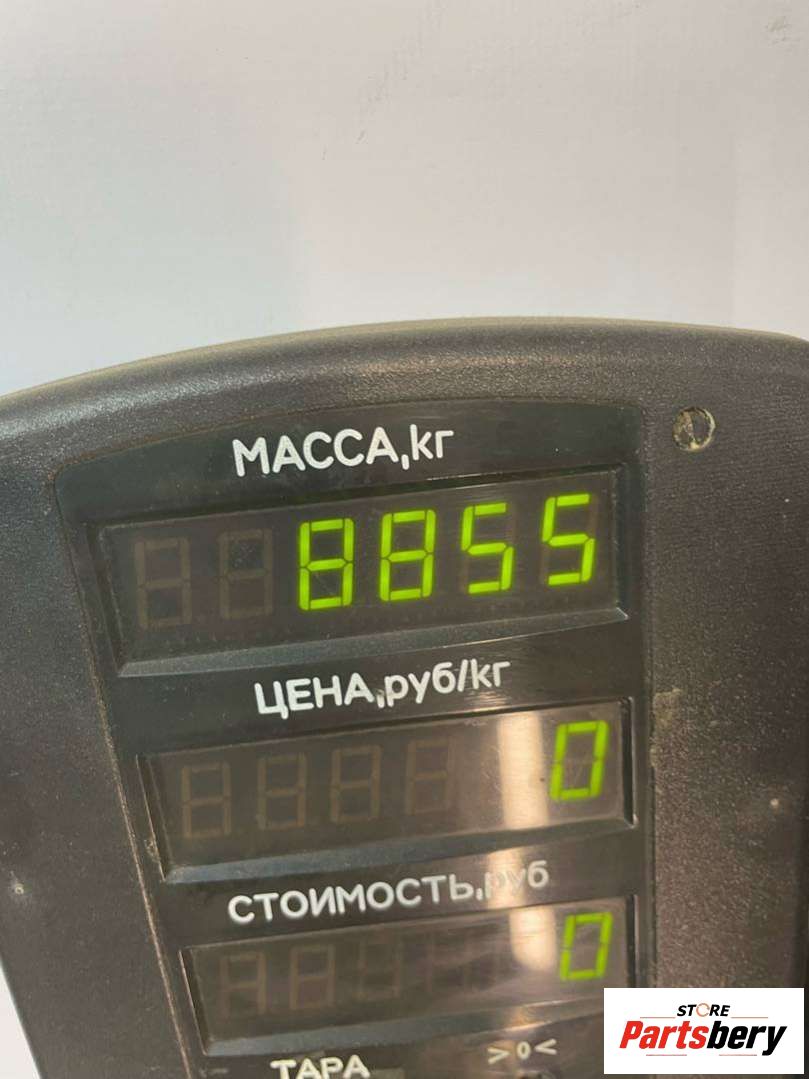 МАССА,кг
8855
ЦЕНА,руб/кг
0
СТОИМОСТЬ,руб
0
ТАРА >0<
STORE
Partsbery